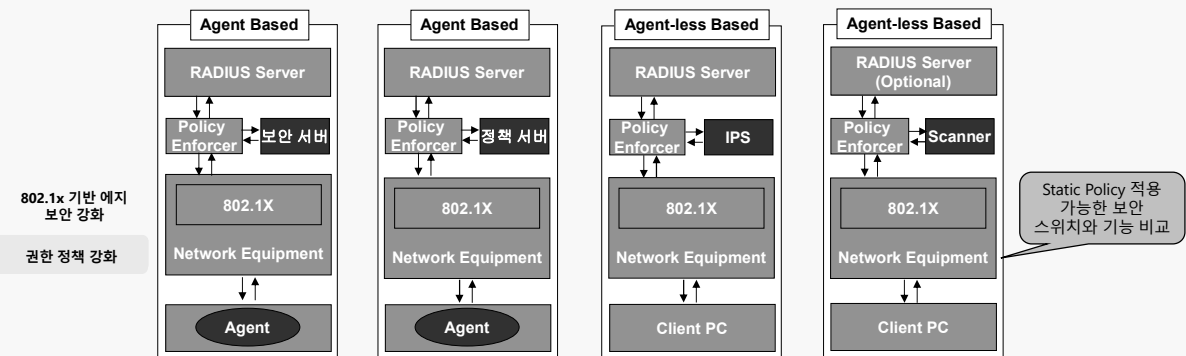 Agent Based
Agent Based
Agent-less Based
Agent-less Based
RADIUS Server
RADIUS Server
RADIUS Server
RADIUS Server
(Optional)
Policy
Enforcer
보안 서버
Policy
Enforcer
정책 서버
Policy
Enforcer
IPS
Policy
Enforcer
Scanner
802.1x 기반 에지
보안 강화
권한 정책 강화
802.1X
Network Equipment
802.1X
Network Equipment
802.1X
Network Equipment
802.1X
Network Equipment
Static Policy 적용
가능한 보안
스위치와 기능 비교
Agent
Agent
Client PC
Client PC